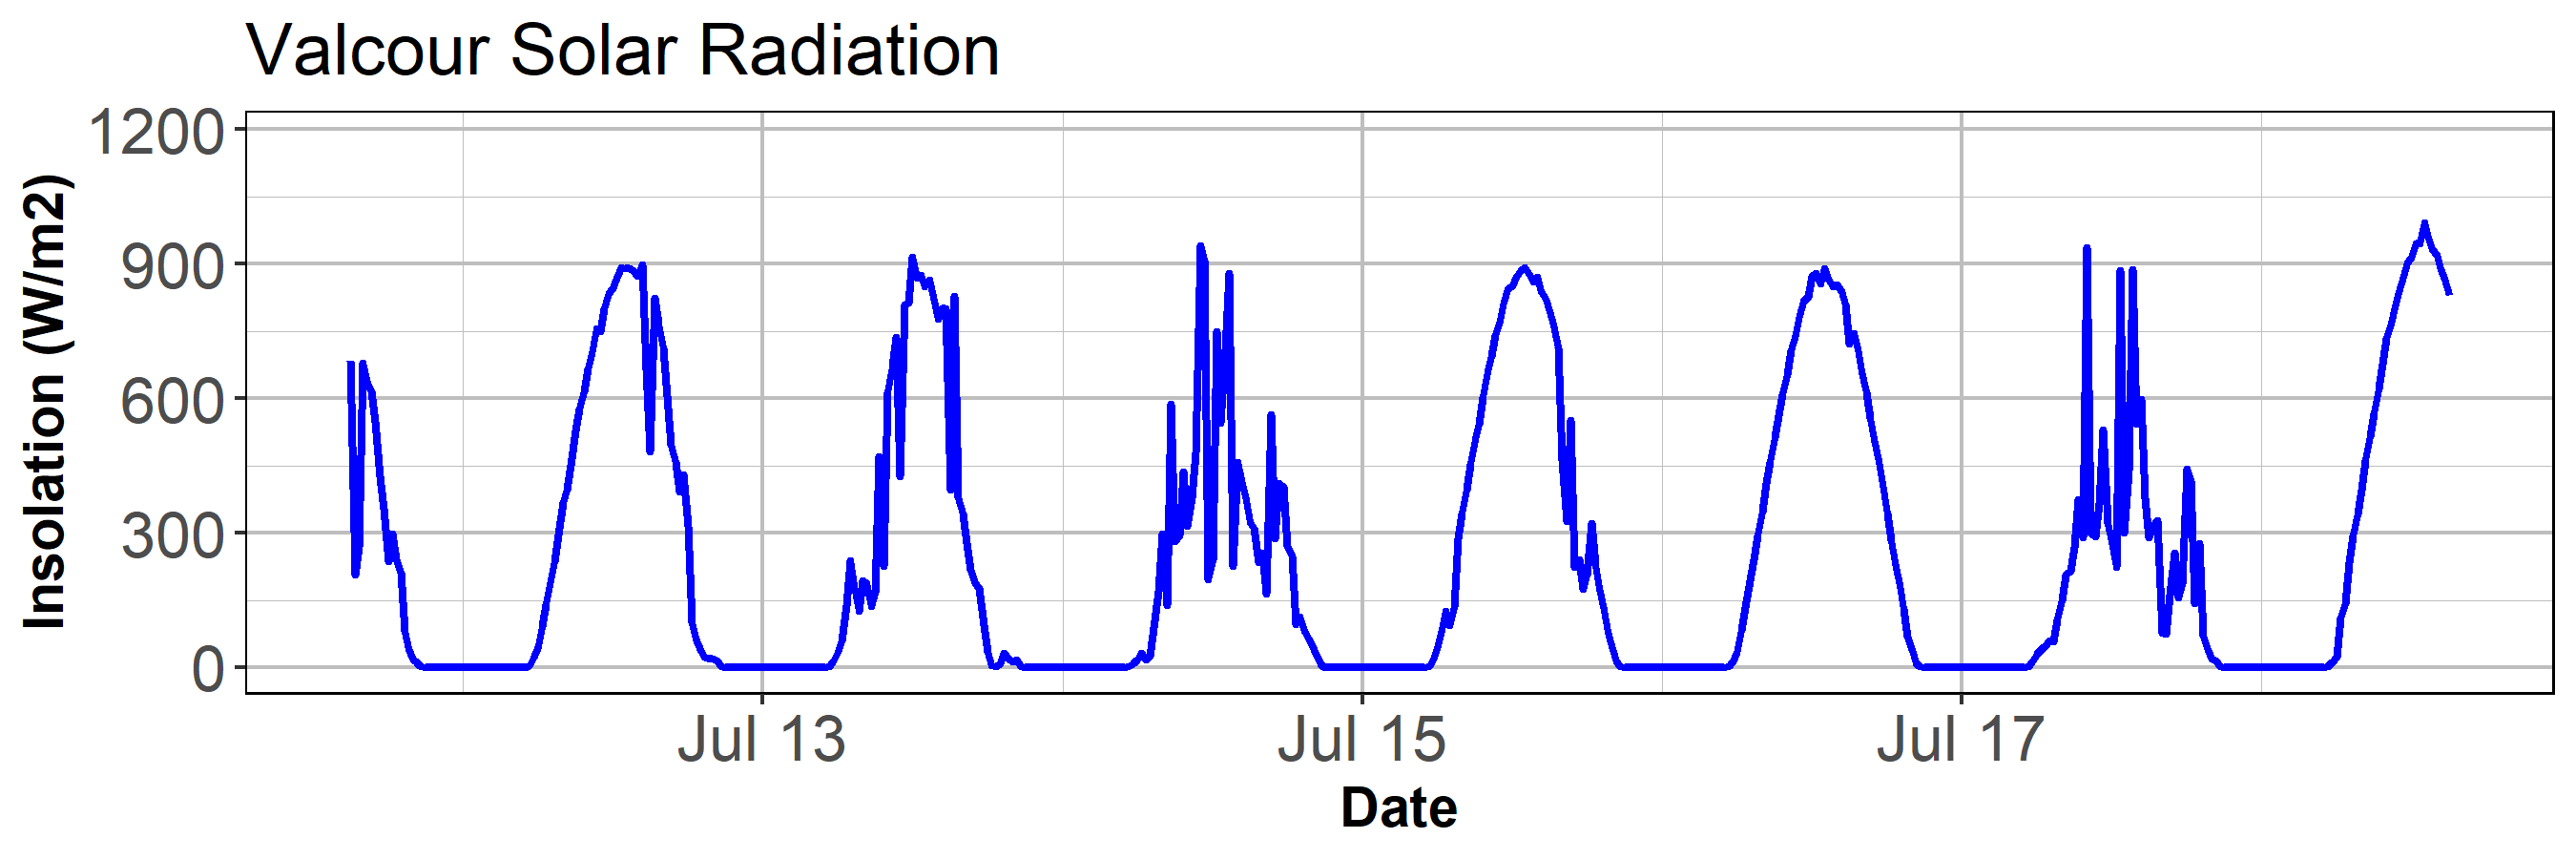 Valcour Solar Radiation
Insolation (W/m2)
1200
900
600
300
0
Jul 13
Jul 15
Jul 17
Date